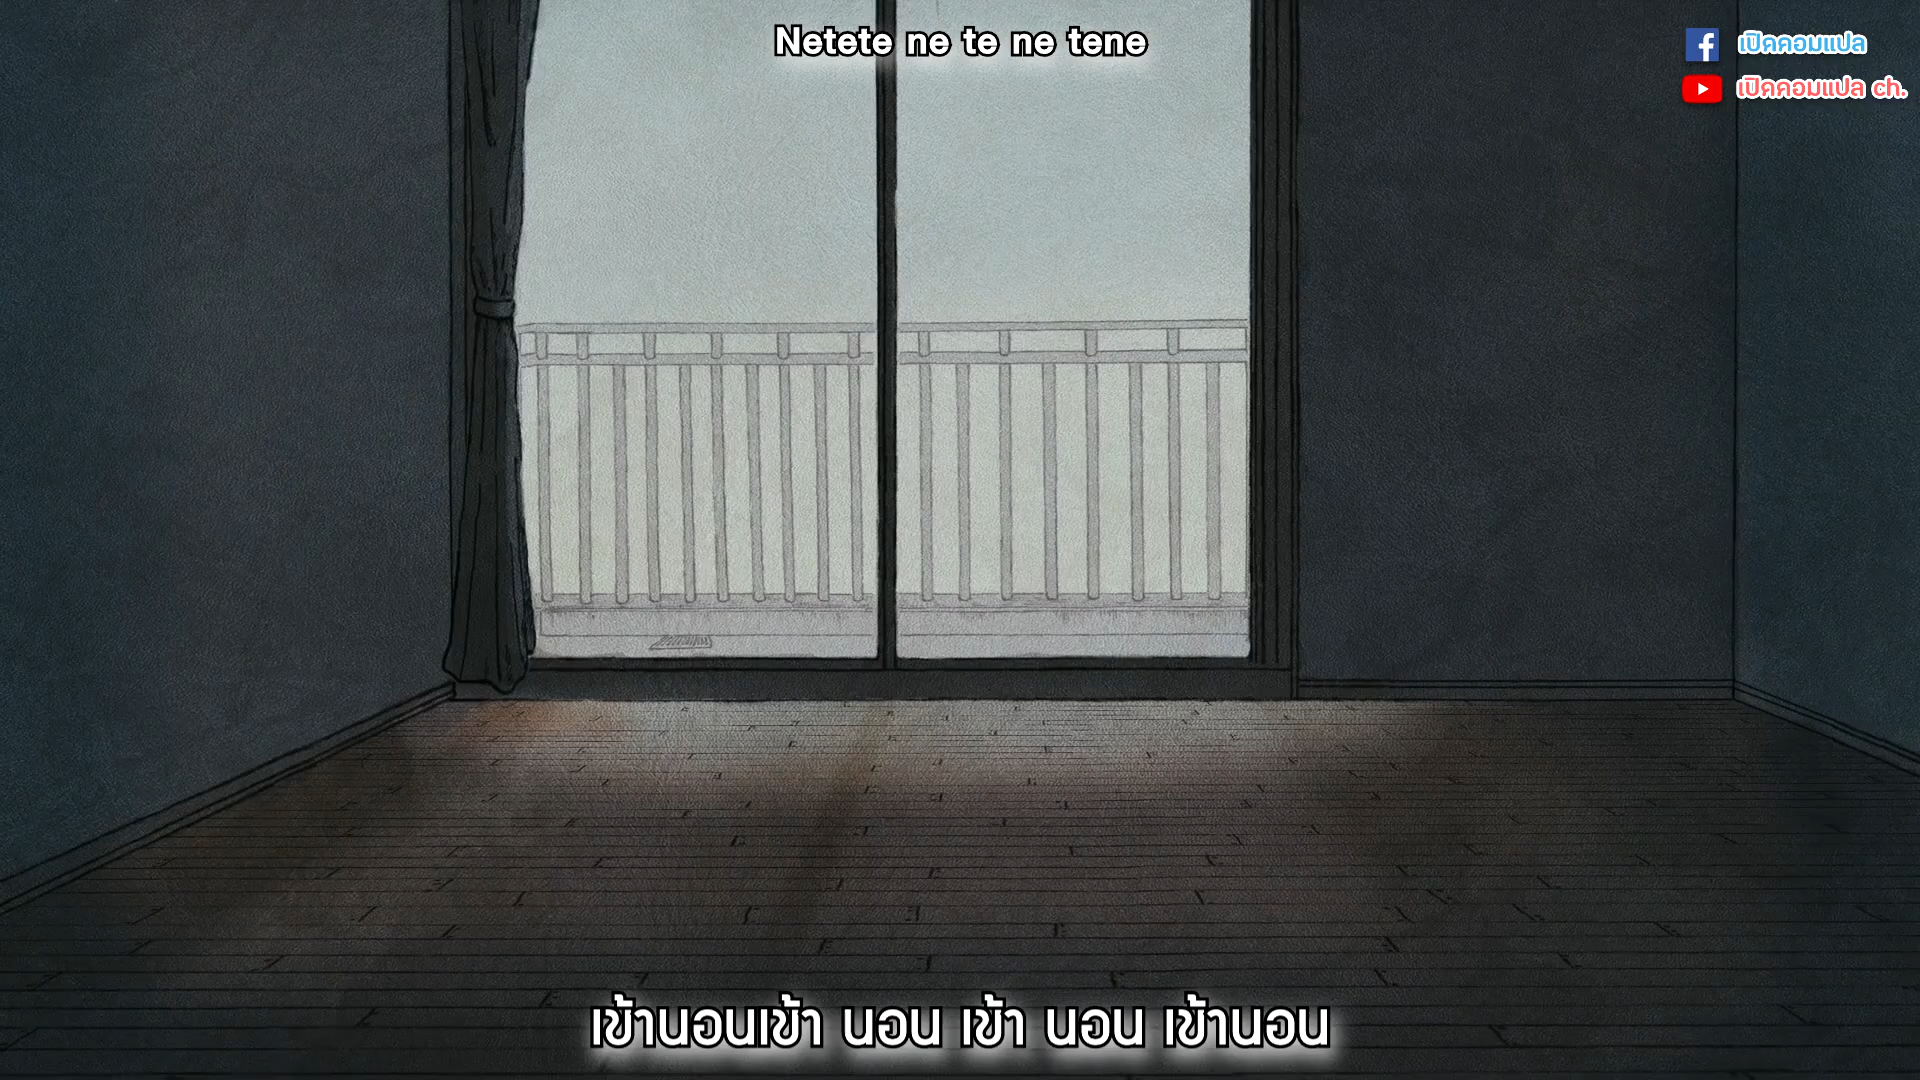 Netete ne te ne tene
เปิดคอมแปล
เปิดคอมแปล ch.
เข้านอนเข้า นอน เข้า นอน เข้านอน